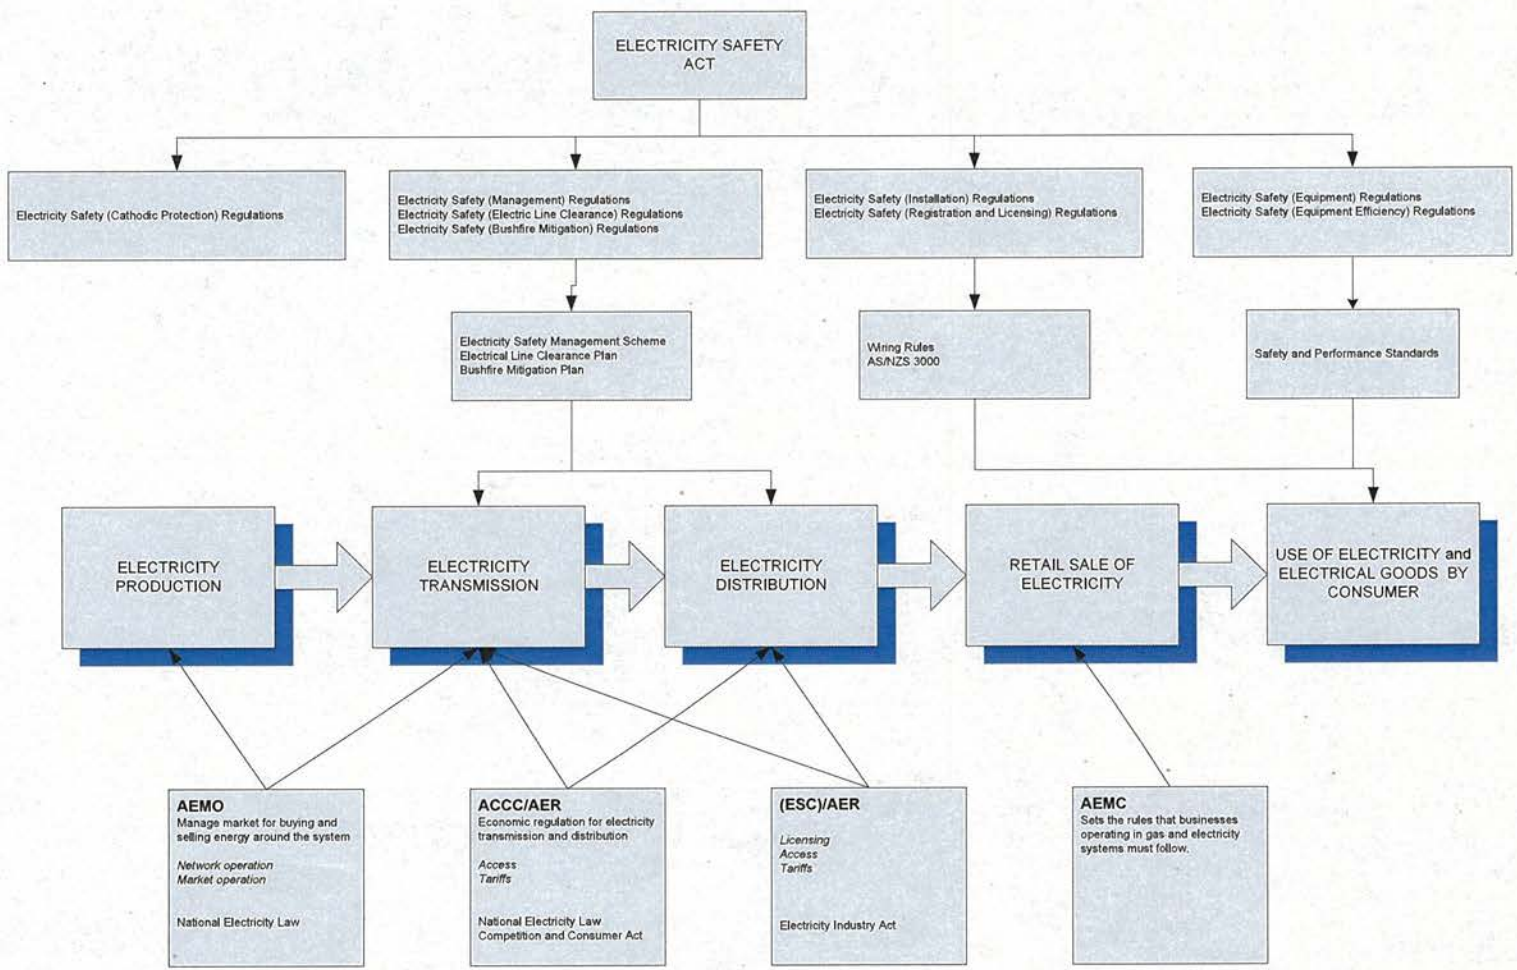 ELECTRICITY SAFETY
ACT
Electricity Safety (Cathodic Protection) Regulations
Electricity Safety (Management) Regulations
Electricity Safety (Electric Line Clearance) Regulations
Electricity Safety (Bushfire Mitigation) Regulations
Electricity Safety (Installation) Regulations
Electricity Safety (Registration and Licensing) Regulations
Electricity Safety (Equipment) Regulations
Electricity Safety (Equipment Efficiency) Regulations
Electricity Safety Management Scheme
Electrical Line Clearance Plan
Bushfire Mitigation Plan
Wiring Rules
AS/NZS 3000
Safety and Performance Standards
ELECTRICITY
PRODUCTION
ELECTRICITY
TRANSMISSION
ELECTRICITY
DISTRIBUTION
RETAIL SALE OF
ELECTRICITY
USE OF ELECTRICITY and
ELECTRICAL GOODS BY
CONSUMER
AEMO
Manage market for buying and
selling energy around the system
Network operation
Market operation
National Electricity Law
ACCC/AER
Economic regulation for electricity
transmission and distribution
Access
Tariffs
National Electricity Law
Competition and Consumer Act
(ESC)/AER
Licensing
Access
Tariffs
Electricity Industry Act
AEMC
Sets the rules that businesses
operating in gas and electricity
systems must follow.